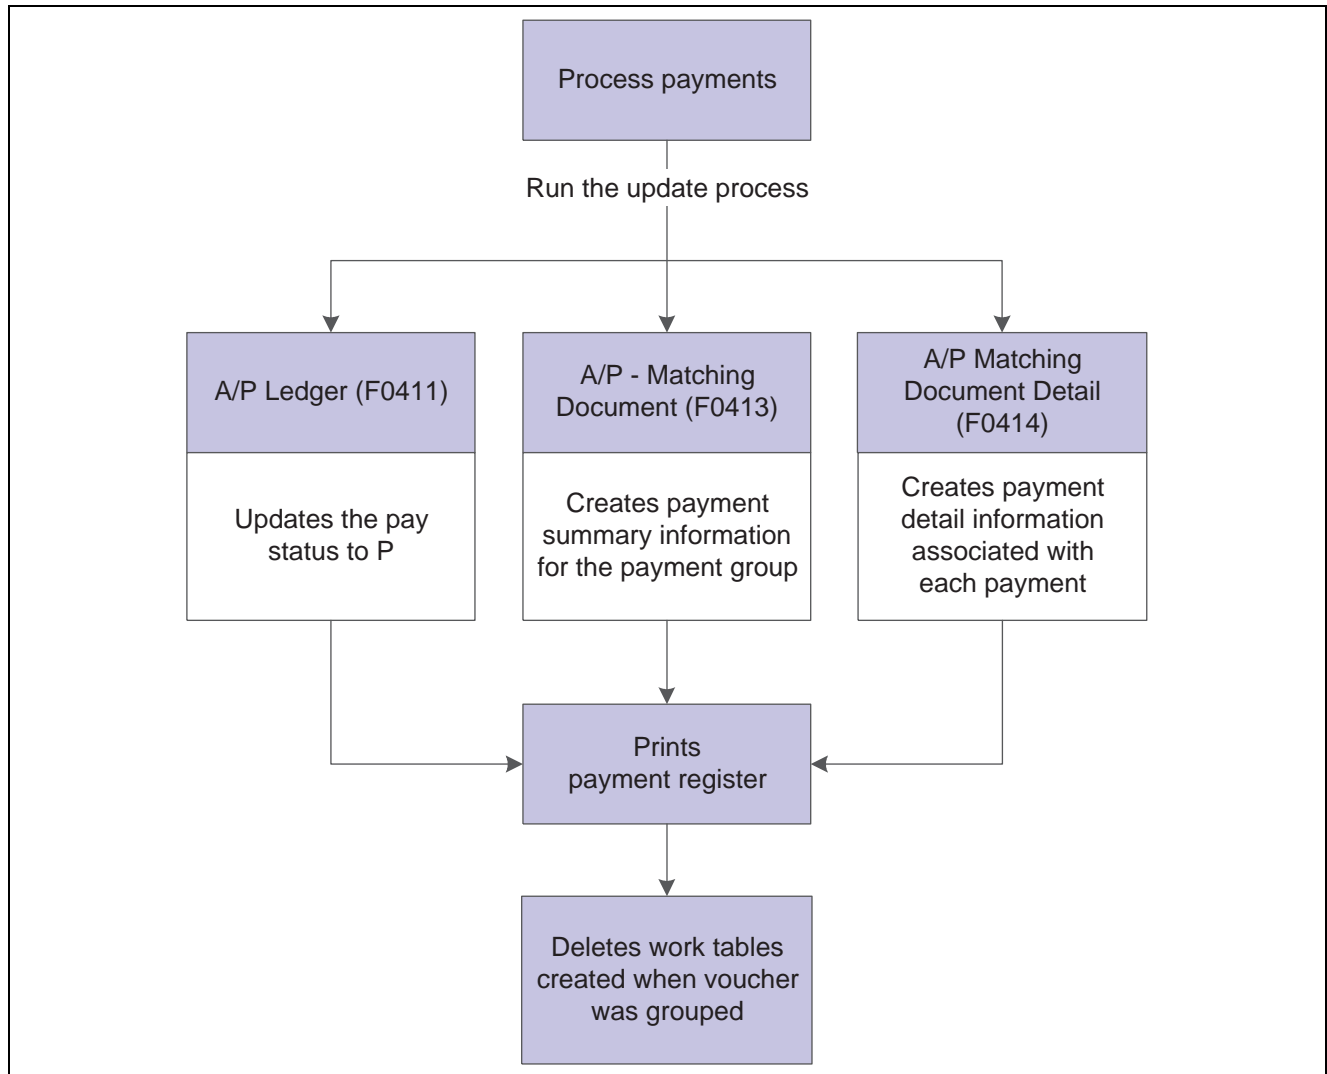 Process payments
Run the update process
A/P Ledger (F0411)
Updates the pay
status to P
A/P - Matching
Document (F0413)
Creates payment
summary information
for the payment group
A/P Matching
Document Detail
(F0414)
Creates payment
detail information
associated with
each payment
Prints
payment register
Deletes work tables
created when voucher
was grouped